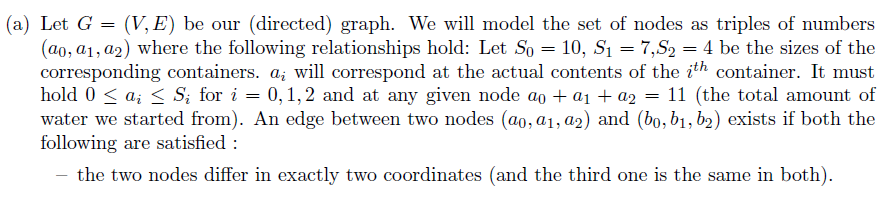 (a) Let G = (V, E) be our (directed) graph. We will model the set of nodes as triples of numbers
(a₀, a₁, a₂) where the following relationships hold: Let S₀ = 10, S₁ = 7,S₂ = 4 be the sizes of the
corresponding containers. aᵢ will correspond at the actual contents of the iᵗʰ container. It must
hold 0 ≤ aᵢ ≤ Sᵢ for i = 0, 1, 2 and at any given node a₀ + a₁ + a₂ = 11 (the total amount of
water we started from). An edge between two nodes (a₀, a₁, a₂) and (b₀, b₁, b₂) exists if both the
following are satisfied :
– the two nodes differ in exactly two coordinates (and the third one is the same in both).